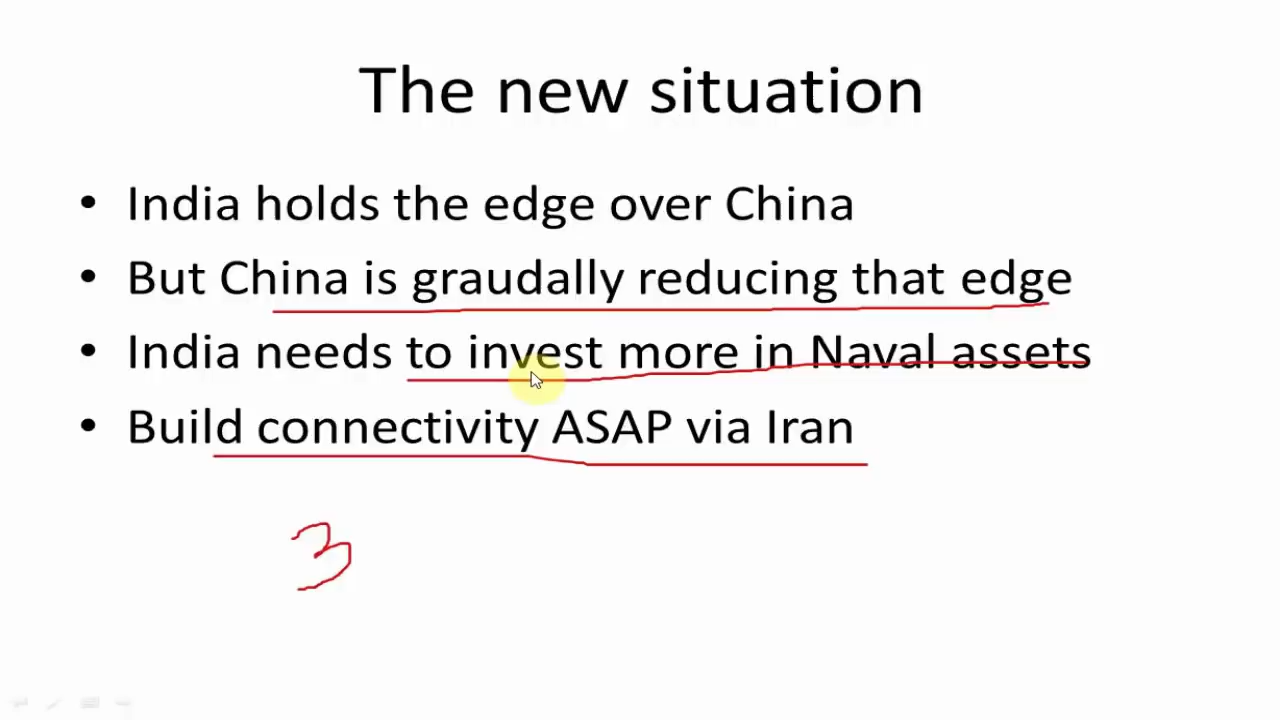 The new situation
• India holds the edge over China
• But China is graudally reducing that edge
• India needs to invest more in Naval assets
• Build connectivity ASAP via Iran
3